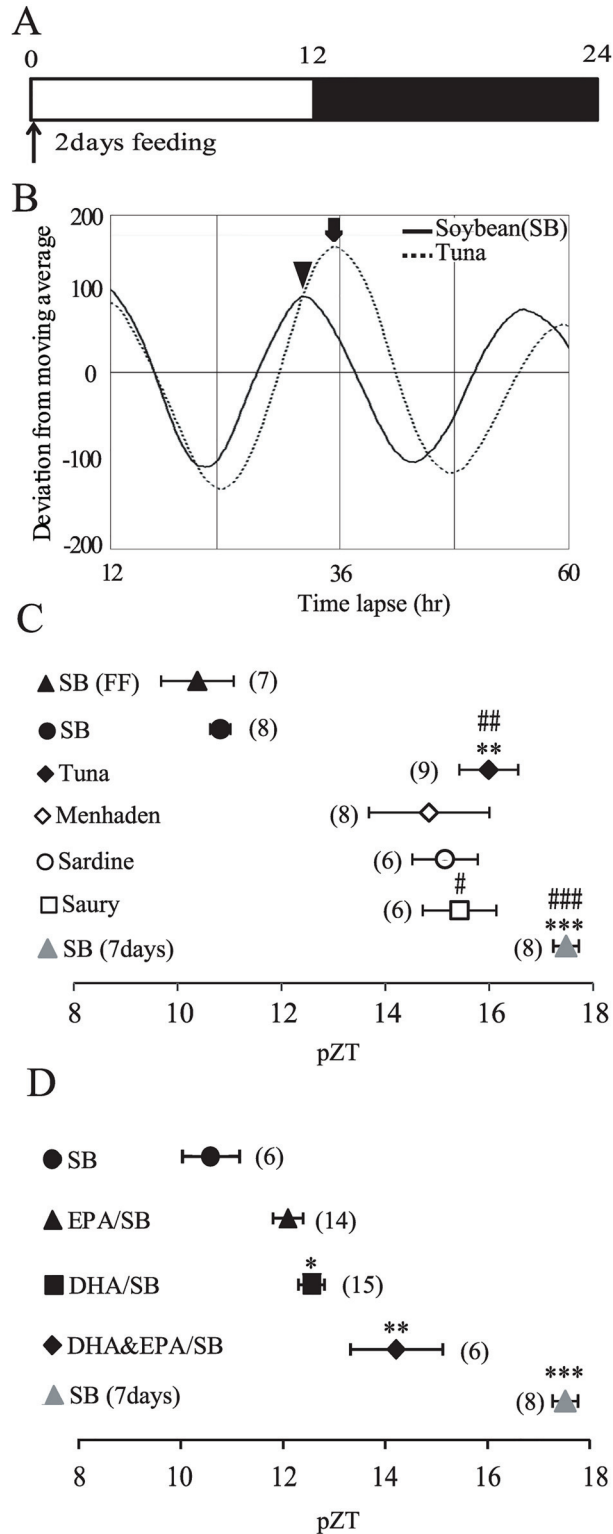 A
0 12 24
2days feeding
B
200
100
0
-100
-200
Deviation from moving average
Soybean(SB)
Tuna
12 36 60
Time lapse (hr)
C
SB (FF) (7)
SB (8)
##
**
Tuna (9)
Menhaden (8)
Sardine (6)
#
Saury (6)
###
***
SB (7days) (8)
8 10 12 14 16 18
pZT
D
SB (6)
EPA/SB (14)
*
DHA/SB (15)
**
DHA&EPA/SB (6)
***
SB (7days) (8)
8 10 12 14 16 18
pZT